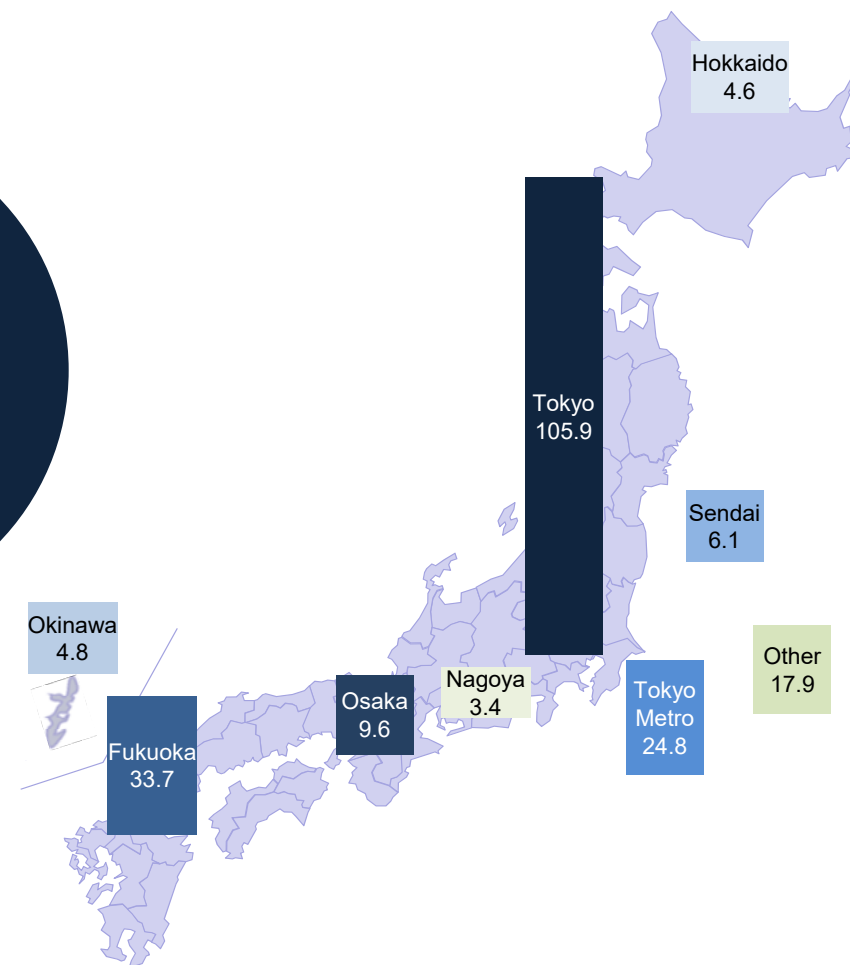 Hokkaido
4.6
Tokyo
105.9
Sendai
6.1
Okinawa
4.8
Other
17.9
Nagoya
3.4
Osaka
9.6
Tokyo
Metro
24.8
Fukuoka
33.7